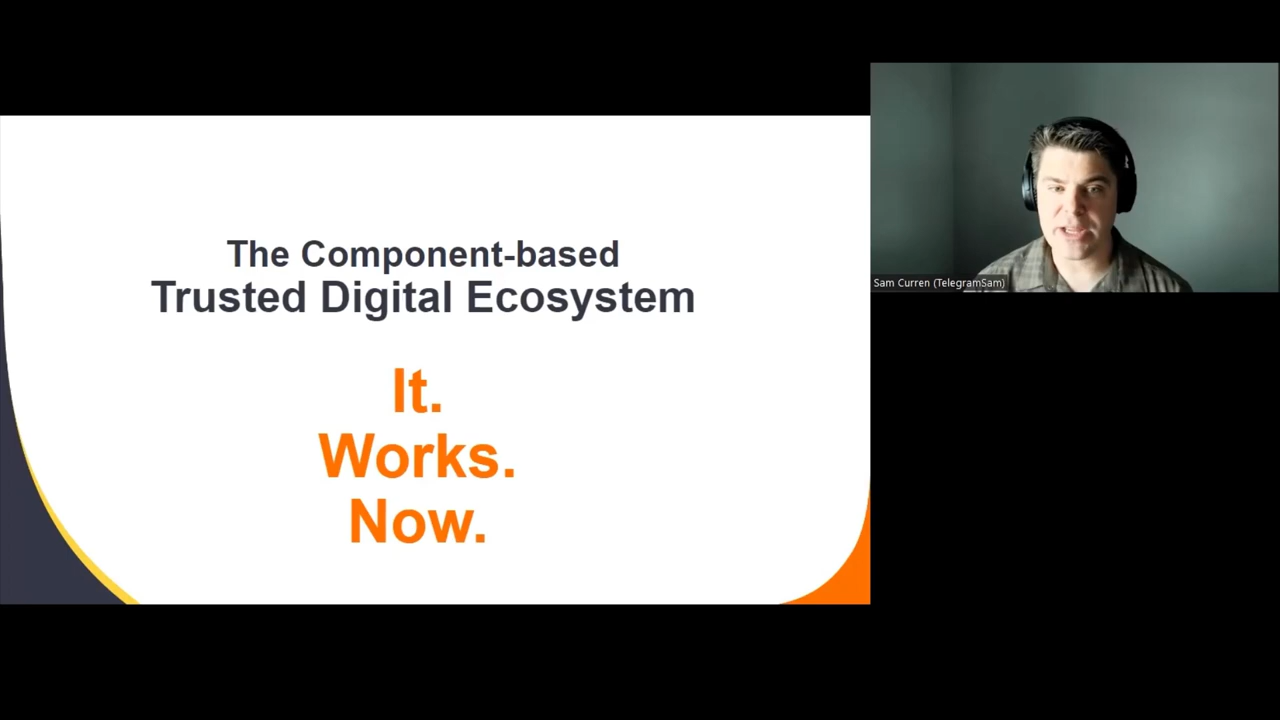 The Component-based
Trusted Digital Ecosystem
It.
Works.
Now.
Sam Curren (TelegramSam)